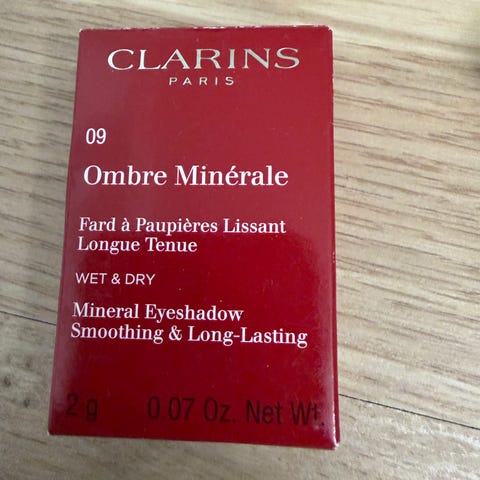 CLARINS
PARIS
09
Ombre Minérale
Fard à Paupières Lissant
Longue Tenue
WET & DRY
Mineral Eyeshadow
Smoothing & Long-Lasting
2 g 0.07 Oz. Net Wt.